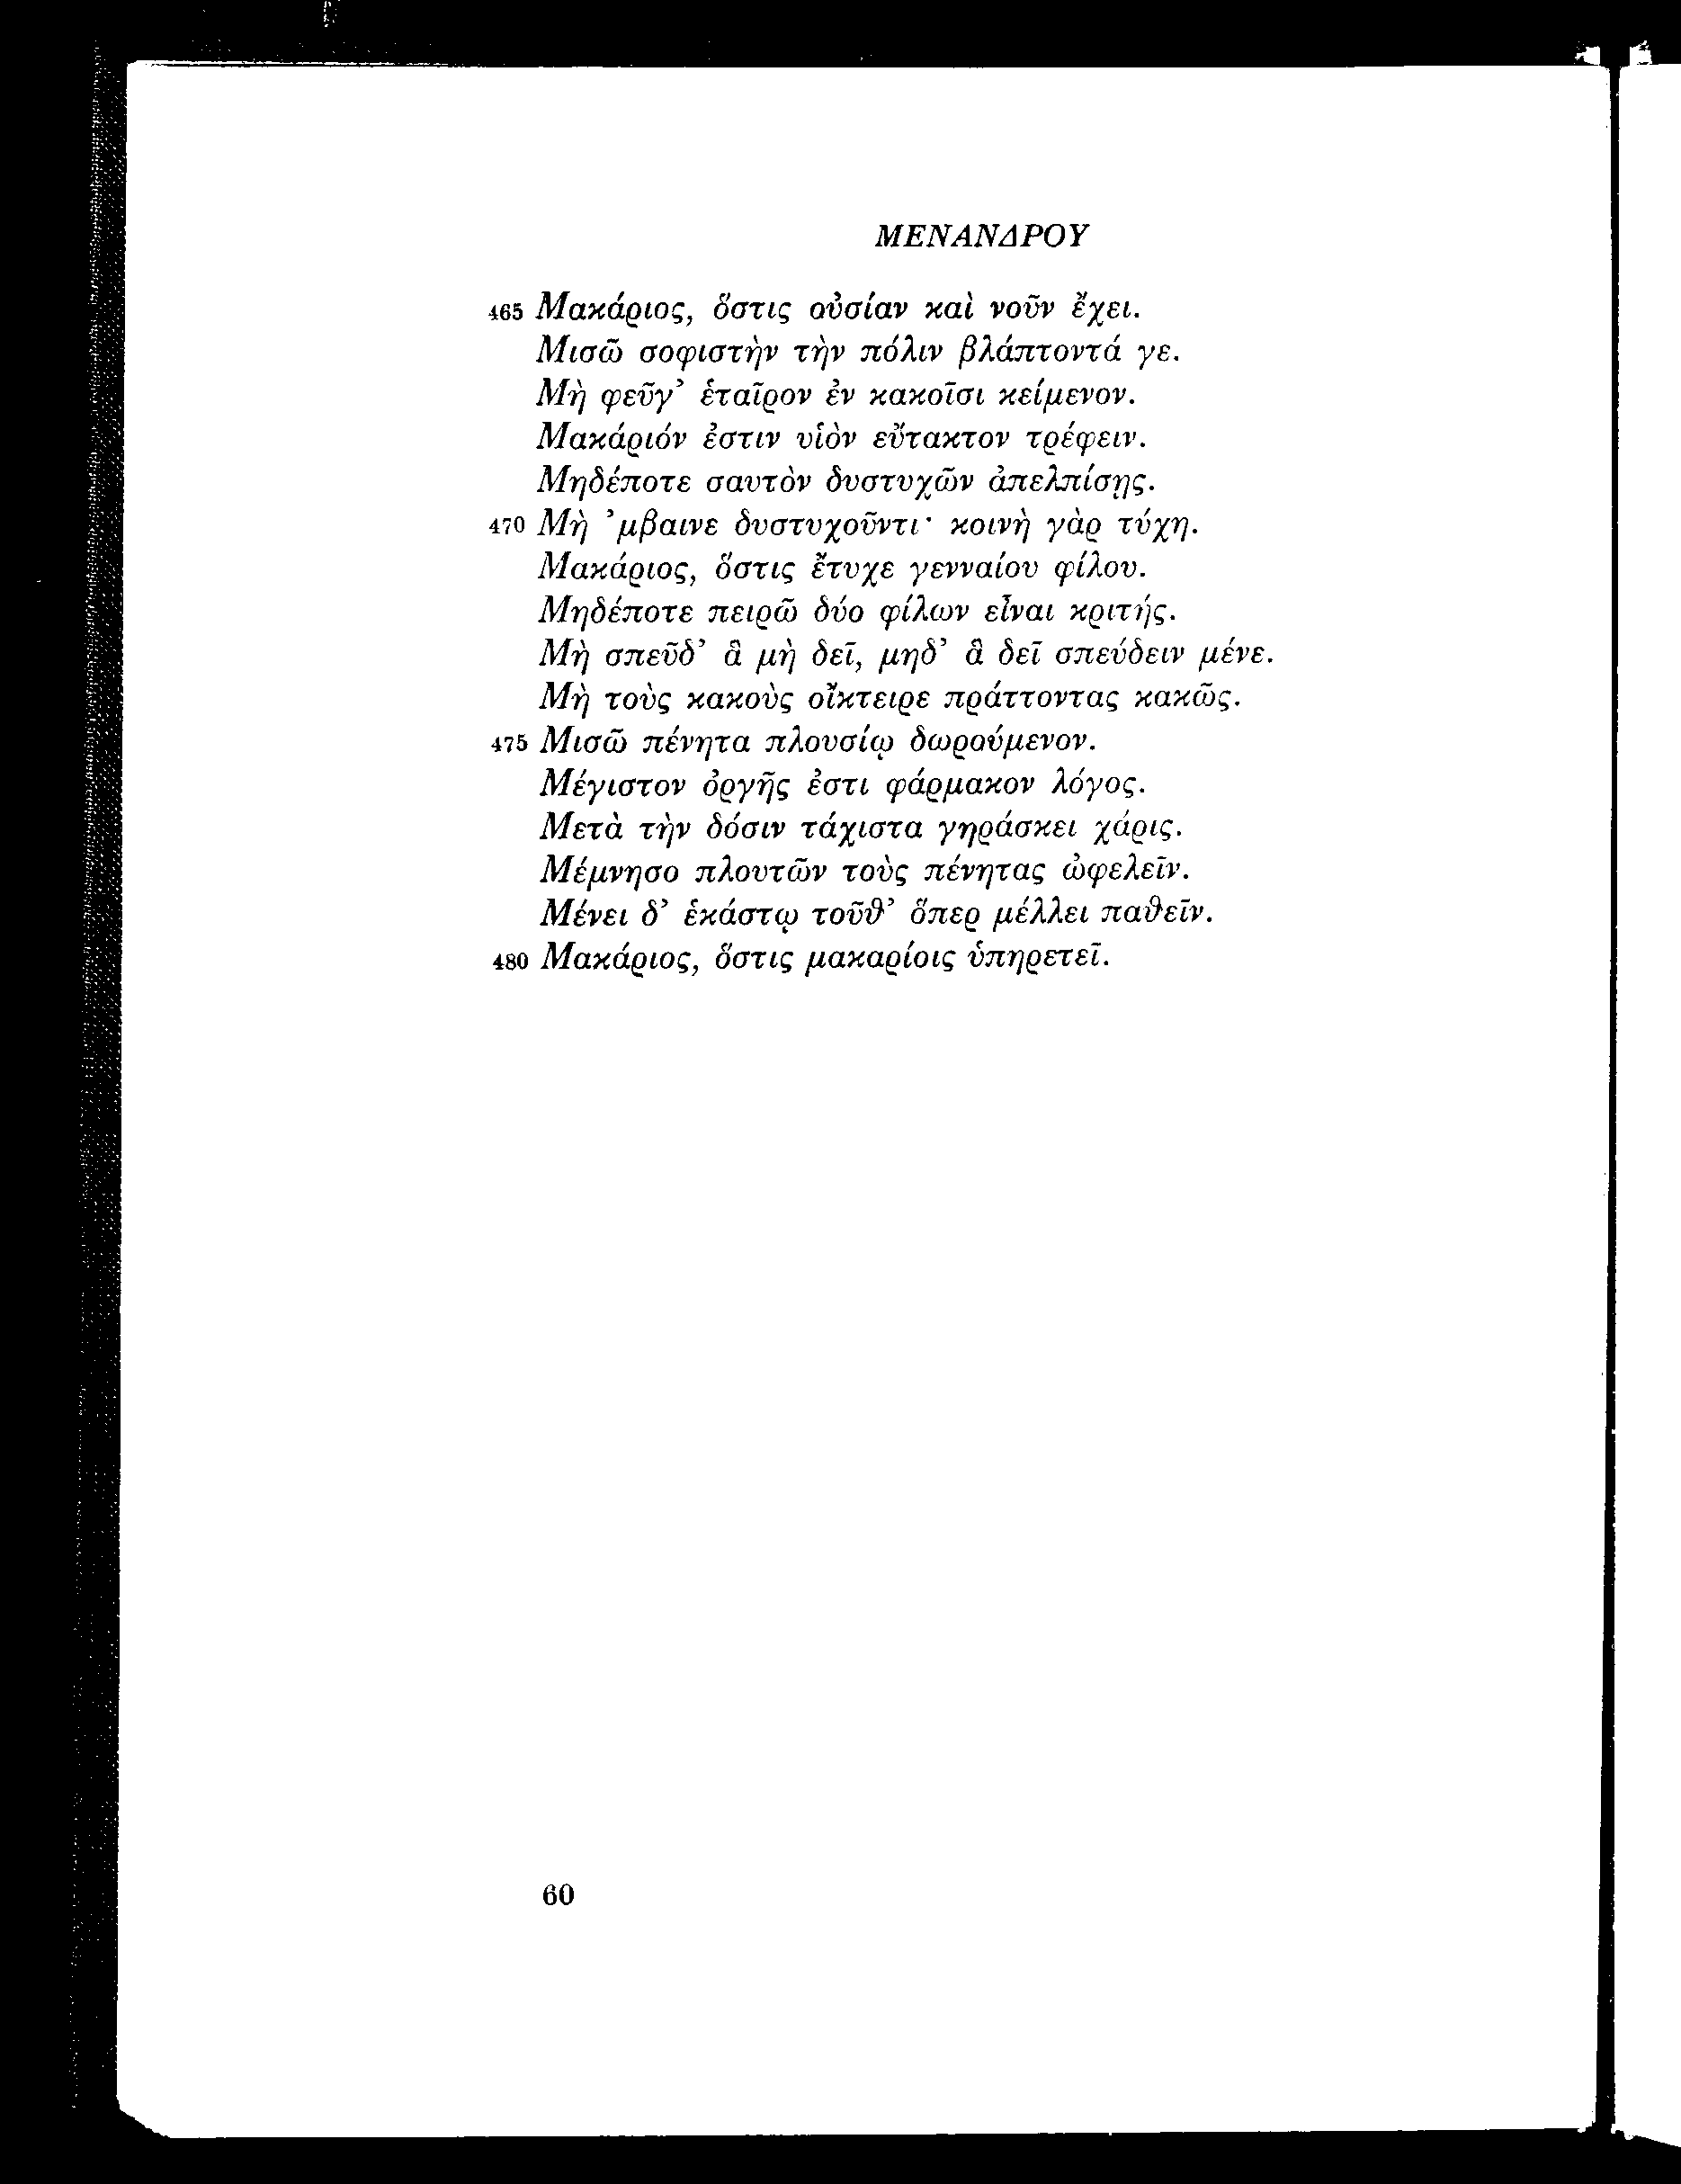 ΜΕΝΑΝΔΡΟΥ
465 Μακάριος, ὅστις οὐσίαν καὶ νοῦν ἔχει.
Μισῶ σοφιστὴν τὴν πόλιν βλάπτοντά γε.
Μὴ φεῦγ’ ἑταῖρον ἐν κακοῖσι κείμενον.
Μακάριόν ἐστιν υἱὸν εὔτακτον τρέφειν.
Μηδέποτε σαυτὸν δυστυχῶν ἀπελπίσῃς.
470 Μὴ ’μβαινε δυστυχοῦντι· κοινὴ γὰρ τύχη.
Μακάριος, ὅστις ἔτυχε γενναίου φίλου.
Μηδέποτε πειρῶ δύο φίλων εἶναι κριτής.
Μὴ σπεῦδ’ ἃ μὴ δεῖ, μηδ’ ἃ δεῖ σπεύδειν μένε.
Μὴ τοὺς κακοὺς οἴκτειρε πράττοντας κακῶς.
475 Μισῶ πένητα πλουσίῳ δωρούμενον.
Μέγιστον ὀργῆς ἐστι φάρμακον λόγος.
Μετὰ τὴν δόσιν τάχιστα γηράσκει χάρις.
Μέμνησο πλουτῶν τοὺς πένητας ὠφελεῖν.
Μένει δ’ ἑκάστῳ τοῦθ’ ὅπερ μέλλει παθεῖν.
480 Μακάριος, ὅστις μακαρίοις ὑπηρετεῖ.
60